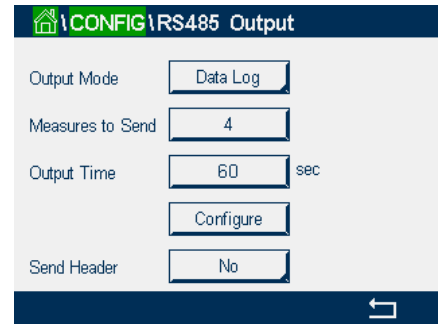 \CONFIG\RS485 Output
Output Mode Data Log
Measures to Send 4
Output Time 60 sec
Configure
Send Header No